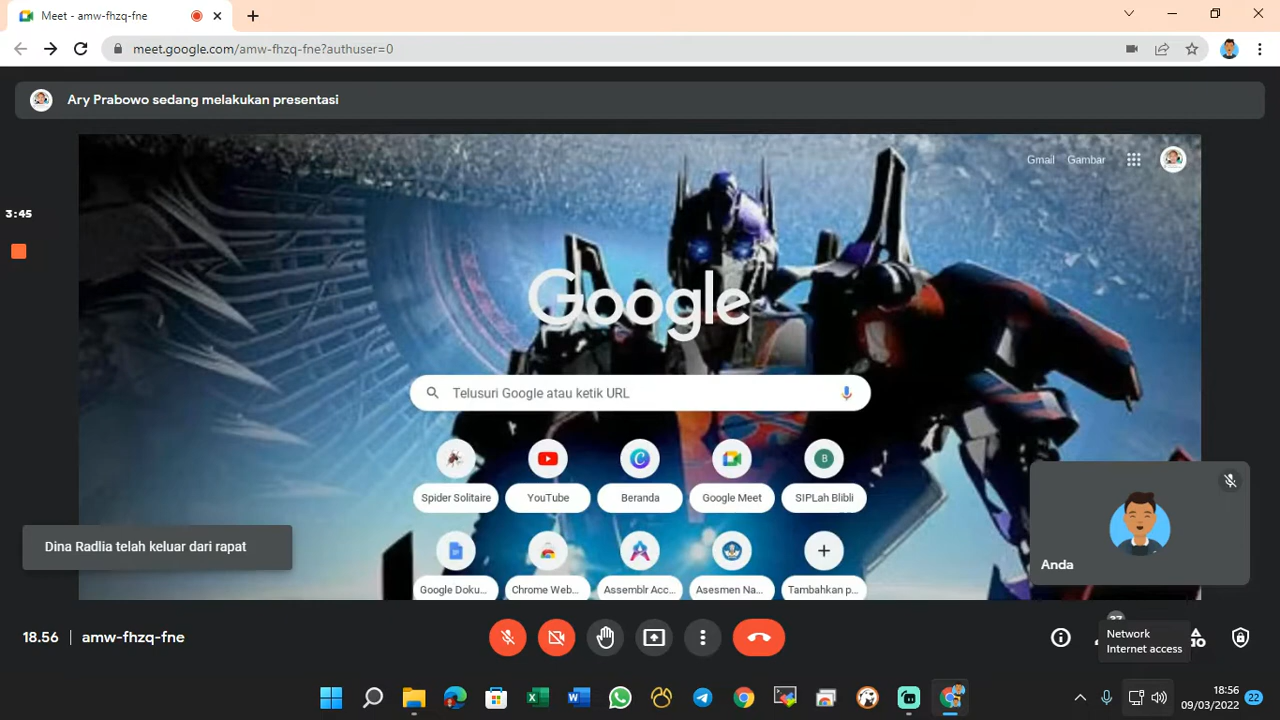 Meet - amw-fhzq-fne
meet.google.com/amw-fhzq-fne?authuser=0
Ary Prabowo sedang melakukan presentasi
Gmail Gambar
3:45
Google
Telusuri Google atau ketik URL
Spider Solitaire YouTube Beranda Google Meet SIPLah Blibli
B
Dina Radlia telah keluar dari rapat
Anda
Google Doku... Chrome Web... Assemblr Acc... Asesmen Na... Tambahkan p...
18.56 | amw-fhzq-fne
Network
Internet access
18:56
09/03/2022
22